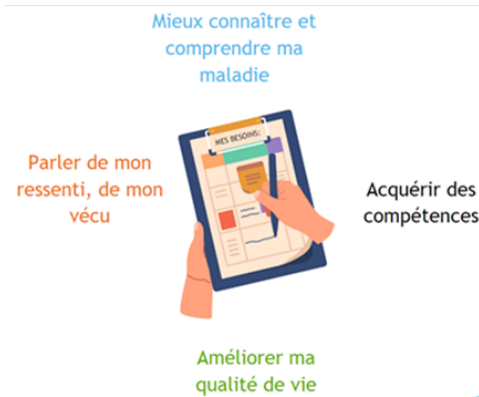 Mieux connaître et
comprendre ma
maladie
MES BESOINS:
Parler de mon
ressenti, de mon
vécu
Acquérir des
compétences
Améliorer ma
qualité de vie